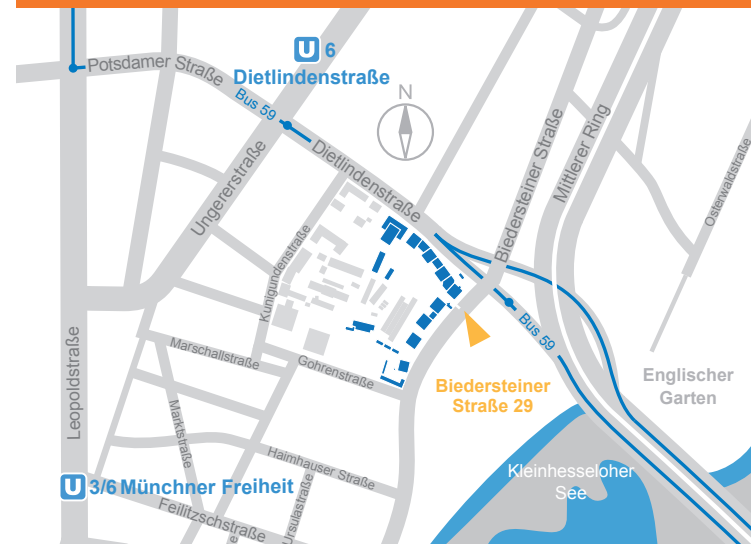 U 6
Dietlindenstraße
Potsdamer Straße
Bus 59
N
Dietlindenstraße
Ungererstraße
Biedersteiner Straße
Mittlerer Ring
Osterwaldstraße
Kunigundenstraße
Leopoldstraße
Marschallstraße
Gohrenstraße
Bus 59
Biedersteiner
Straße 29
Englischer
Garten
Marktstraße
Haimhauser Straße
Kleinhesseloher
See
U 3/6 Münchner Freiheit
Feilitzschstraße
Ursulastraße